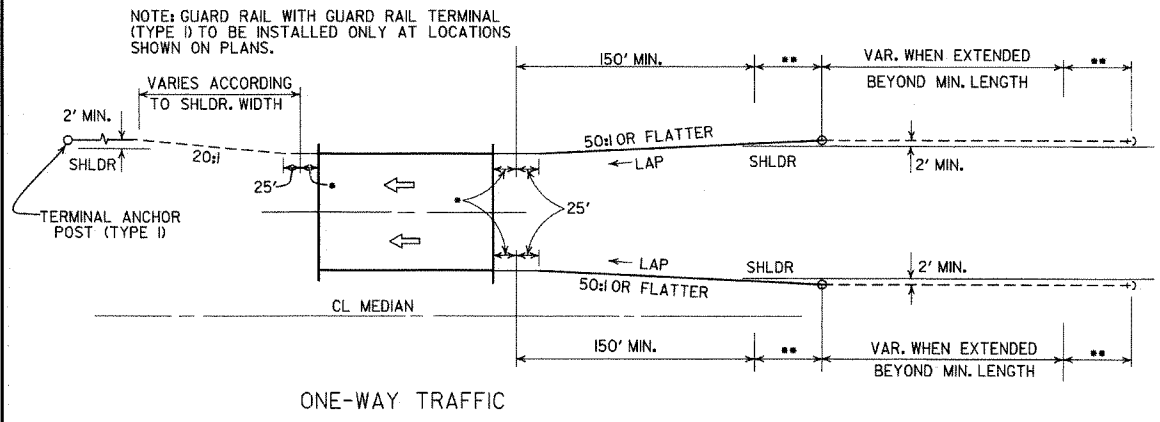 NOTE: GUARD RAIL WITH GUARD RAIL TERMINAL
(TYPE I) TO BE INSTALLED ONLY AT LOCATIONS
SHOWN ON PLANS.
150' MIN.
**
VAR. WHEN EXTENDED
BEYOND MIN. LENGTH
**
VARIES ACCORDING
TO SHLDR. WIDTH
2' MIN.
SHLDR
20:1
50:1 OR FLATTER
LAP
SHLDR
2' MIN.
25'
*
*
25'
TERMINAL ANCHOR
POST (TYPE I)
LAP
SHLDR
2' MIN.
50:1 OR FLATTER
CL MEDIAN
150' MIN.
**
VAR. WHEN EXTENDED
BEYOND MIN. LENGTH
**
ONE-WAY TRAFFIC